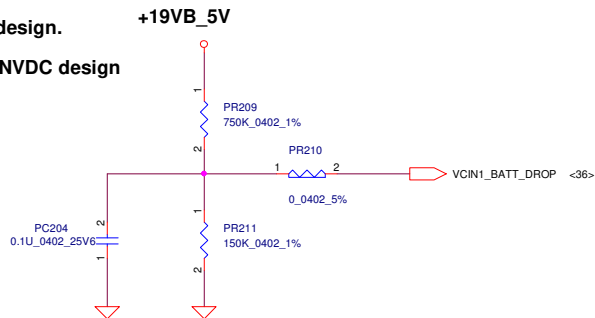 design.
+19VB_5V
NVDC design
1
PR209
750K_0402_1%
2
PR210
1
2
VCIN1_BATT_DROP
<36>
0_0402_5%
PC204
0.1U_0402_25V6
2
1
1
PR211
150K_0402_1%
2